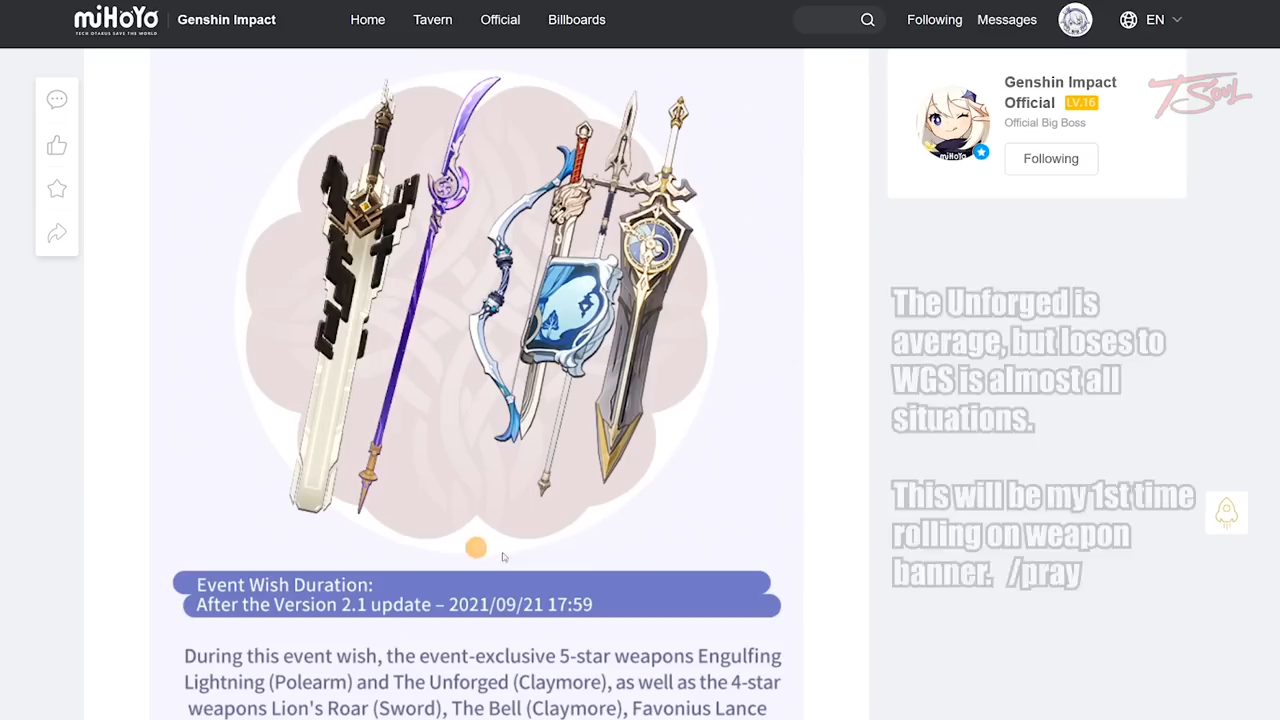 miHoYo
TECH OTAKUS SAVE THE WORLD
Genshin Impact
Home
Tavern
Official
Billboards
Following
Messages
EN
Genshin Impact
Official LV.16
Official Big Boss
miHoYo
Following
TSoul
The Unforged is
average, but loses to
WGS is almost all
situations.
This will be my 1st time
rolling on weapon
banner. /pray
Event Wish Duration:
After the Version 2.1 update – 2021/09/21 17:59
During this event wish, the event-exclusive 5-star weapons Engulfing
Lightning (Polearm) and The Unforged (Claymore), as well as the 4-star
weapons Lion's Roar (Sword), The Bell (Claymore), Favonius Lance